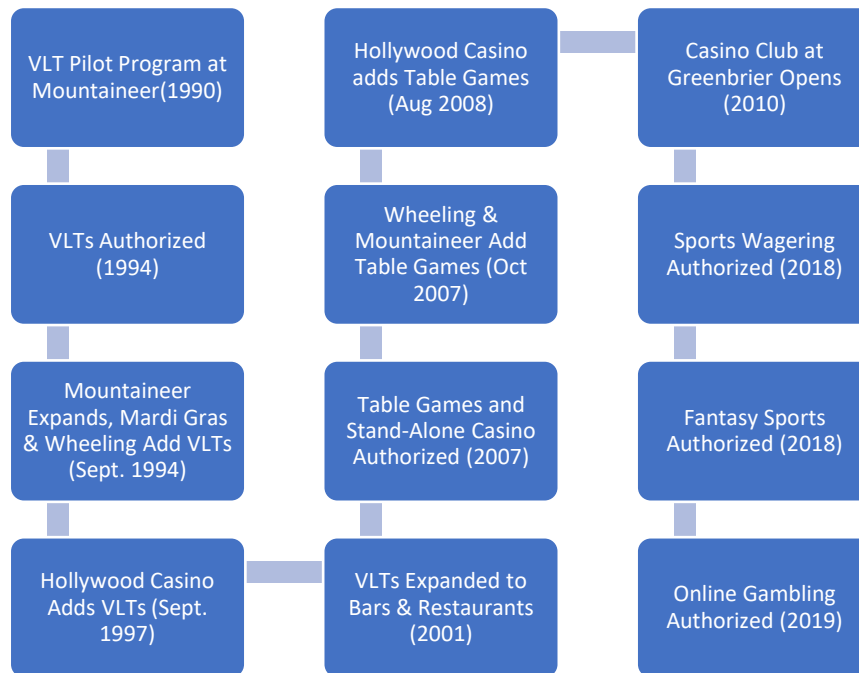 VLT Pilot Program at
Mountaineer(1990)
VLTs Authorized
(1994)
Mountaineer
Expands, Mardi Gras
& Wheeling Add VLTs
(Sept. 1994)
Hollywood Casino
Adds VLTs (Sept.
1997)
VLTs Expanded to
Bars & Restaurants
(2001)
Table Games and
Stand-Alone Casino
Authorized (2007)
Wheeling &
Mountaineer Add
Table Games (Oct
2007)
Hollywood Casino
adds Table Games
(Aug 2008)
Casino Club at
Greenbrier Opens
(2010)
Sports Wagering
Authorized (2018)
Fantasy Sports
Authorized (2018)
Online Gambling
Authorized (2019)